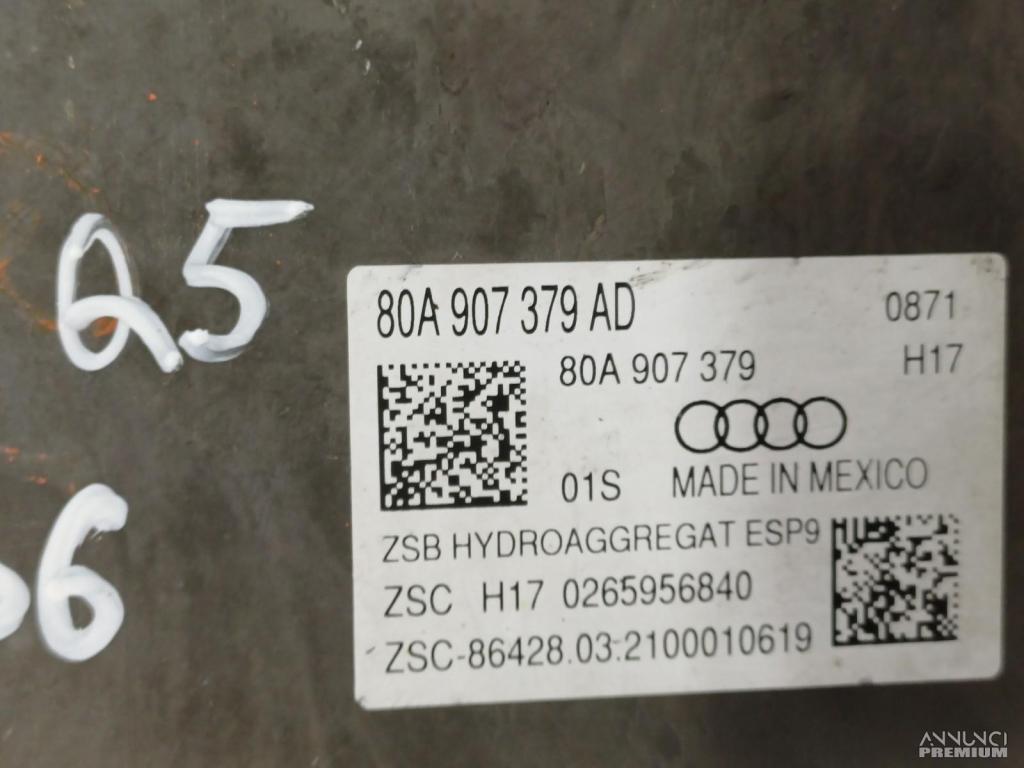 Q5
6
80A 907 379 AD
0871
80A 907 379
H17
01S MADE IN MEXICO
ZSB HYDROAGGREGAT ESP9
ZSC H17 0265956840
ZSC-86428.03.2100010619
ANNUNCI
PREMIUM